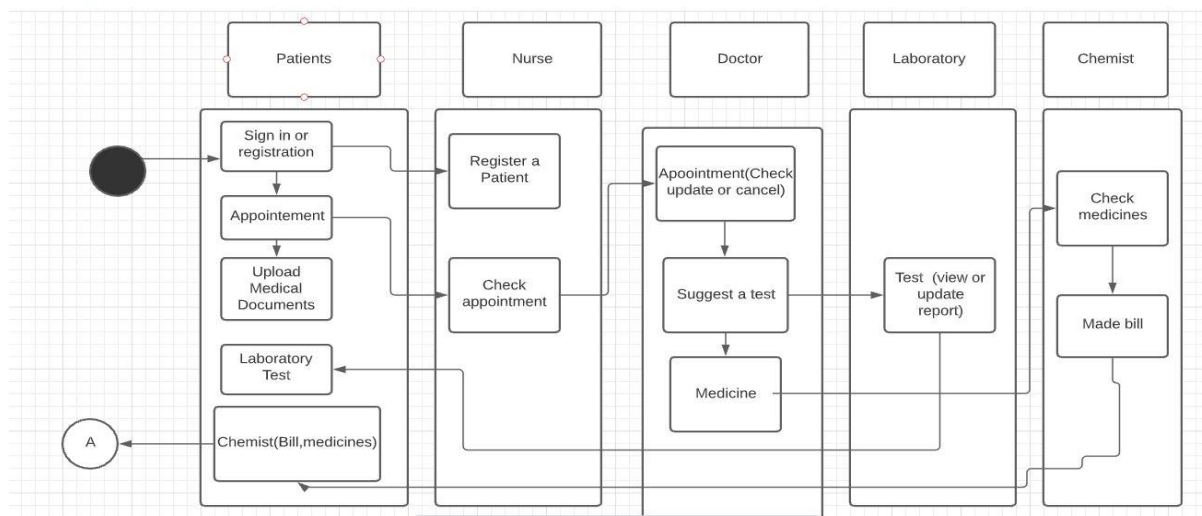 Patients
Nurse
Doctor
Laboratory
Chemist
Sign in or
registration
Appointement
Upload
Medical
Documents
Laboratory
Test
Chemist(Bill,medicines)
A
Register a
Patient
Check
appointment
Apoointment(Check
update or cancel)
Suggest a test
Medicine
Test (view or
update
report)
Check
medicines
Made bill